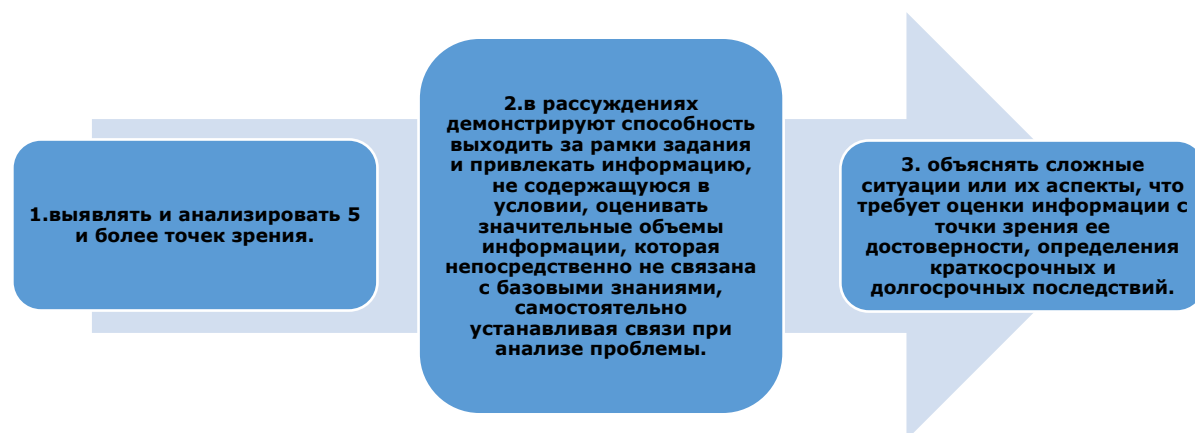 1.выявлять и анализировать 5
и более точек зрения.
2.в рассуждениях
демонстрируют способность
выходить за рамки задания
и привлекать информацию,
не содержащуюся в
условии, оценивать
значительные объемы
информации, которая
непосредственно не связана
с базовыми знаниями,
самостоятельно
устанавливая связи при
анализе проблемы.
3. объяснять сложные
ситуации или их аспекты, что
требует оценки информации с
точки зрения ее
достоверности, определения
краткосрочных и
долгосрочных последствий.